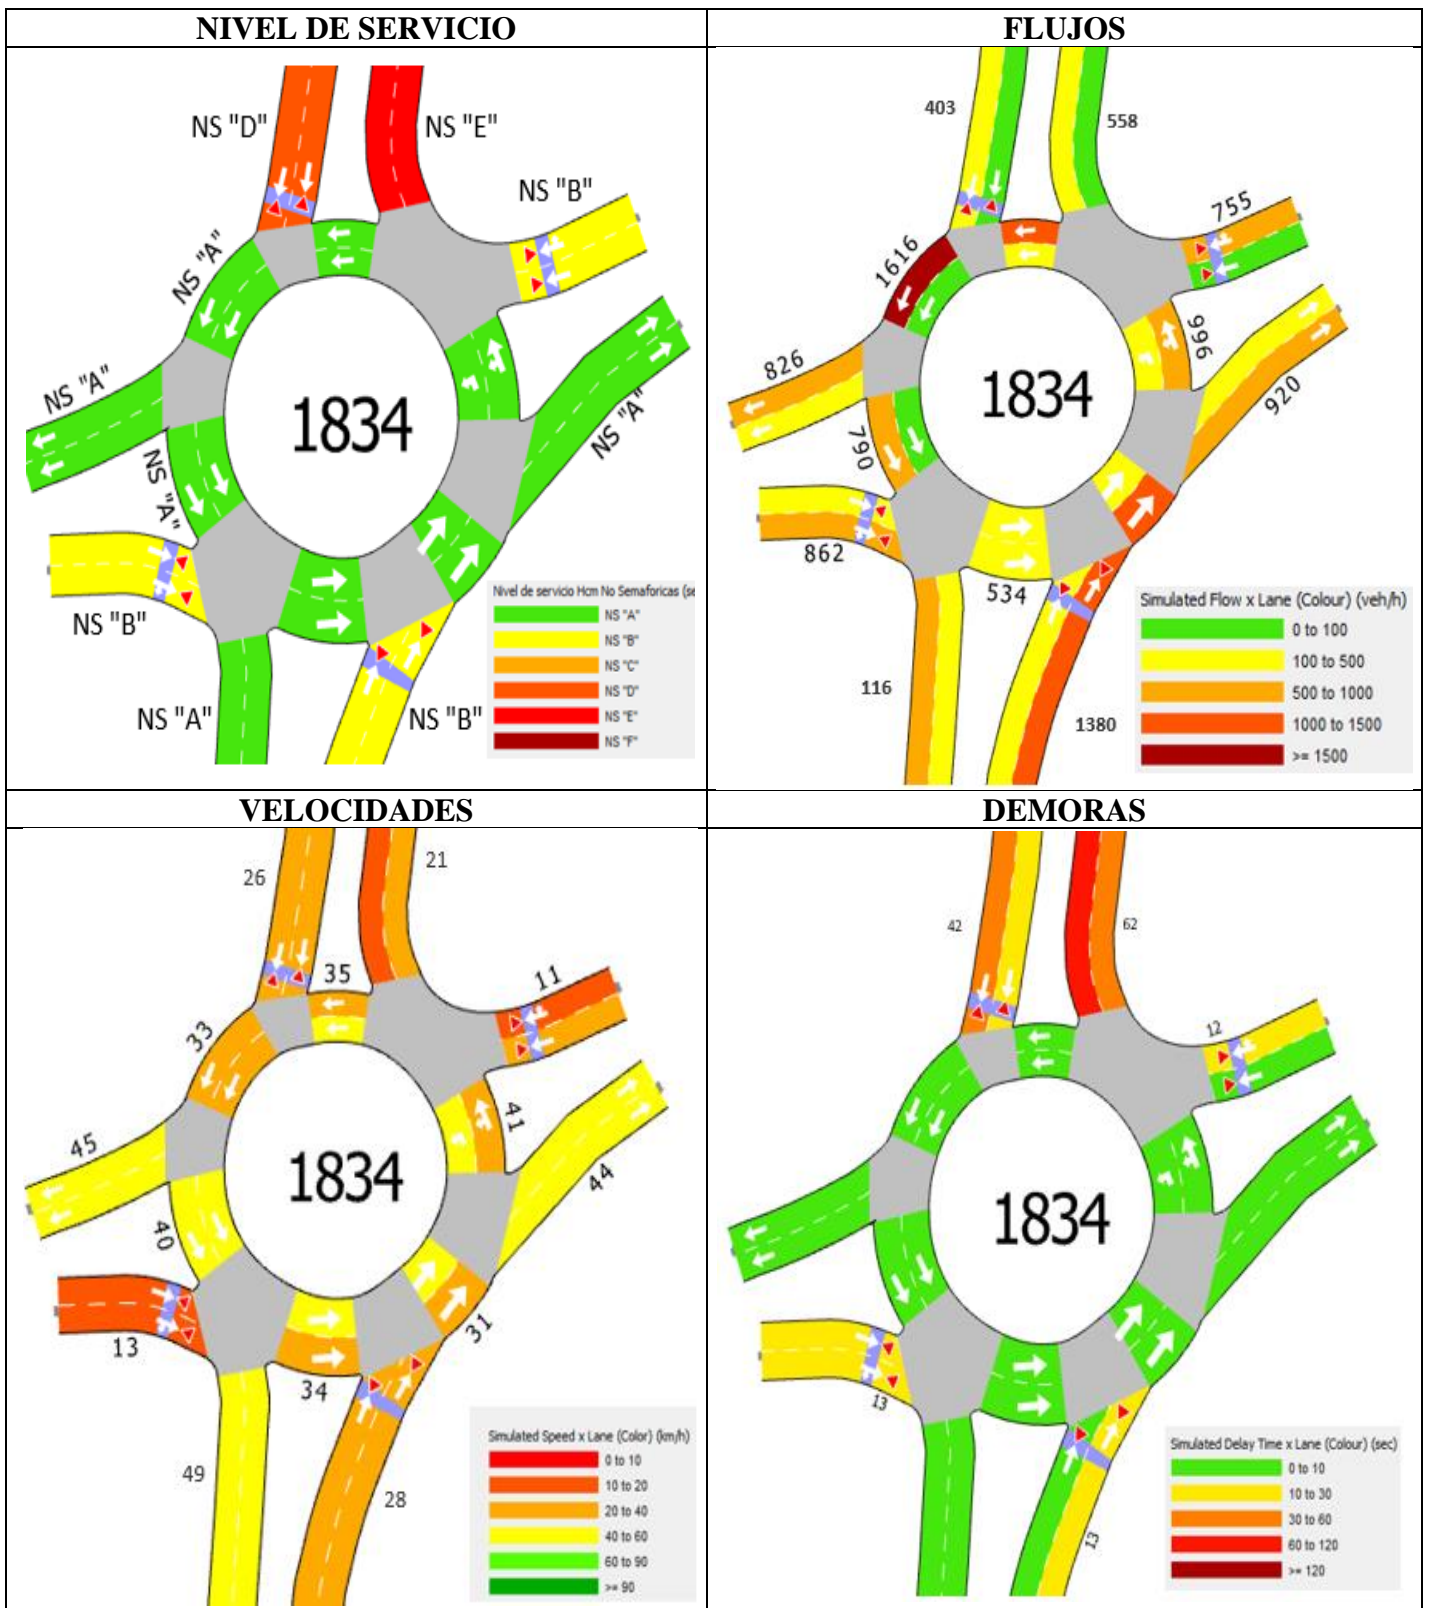 NIVEL DE SERVICIO
NS "D"
NS "E"
NS "B"
NS "A"
NS "A"
NS "A"
NS "A"
1834
NS "B"
NS "A"
NS "B"
Nivel de servicio Hcm No Semaforicas (se
NS "A"
NS "B"
NS "C"
NS "D"
NS "E"
NS "F"
FLUJOS
403
558
755
1616
996
826
920
790
1834
862
534
116
1380
Simulated Flow x Lane (Colour) (veh/h)
0 to 100
100 to 500
500 to 1000
1000 to 1500
>= 1500
VELOCIDADES
26
21
35
11
33
41
45
44
40
1834
13
34
31
49
28
Simulated Speed x Lane (Color) (km/h)
0 to 10
10 to 20
20 to 40
40 to 60
60 to 90
>= 90
DEMORAS
42
62
12
1834
13
13
Simulated Delay Time x Lane (Colour) (sec)
0 to 10
10 to 30
30 to 60
60 to 120
>= 120